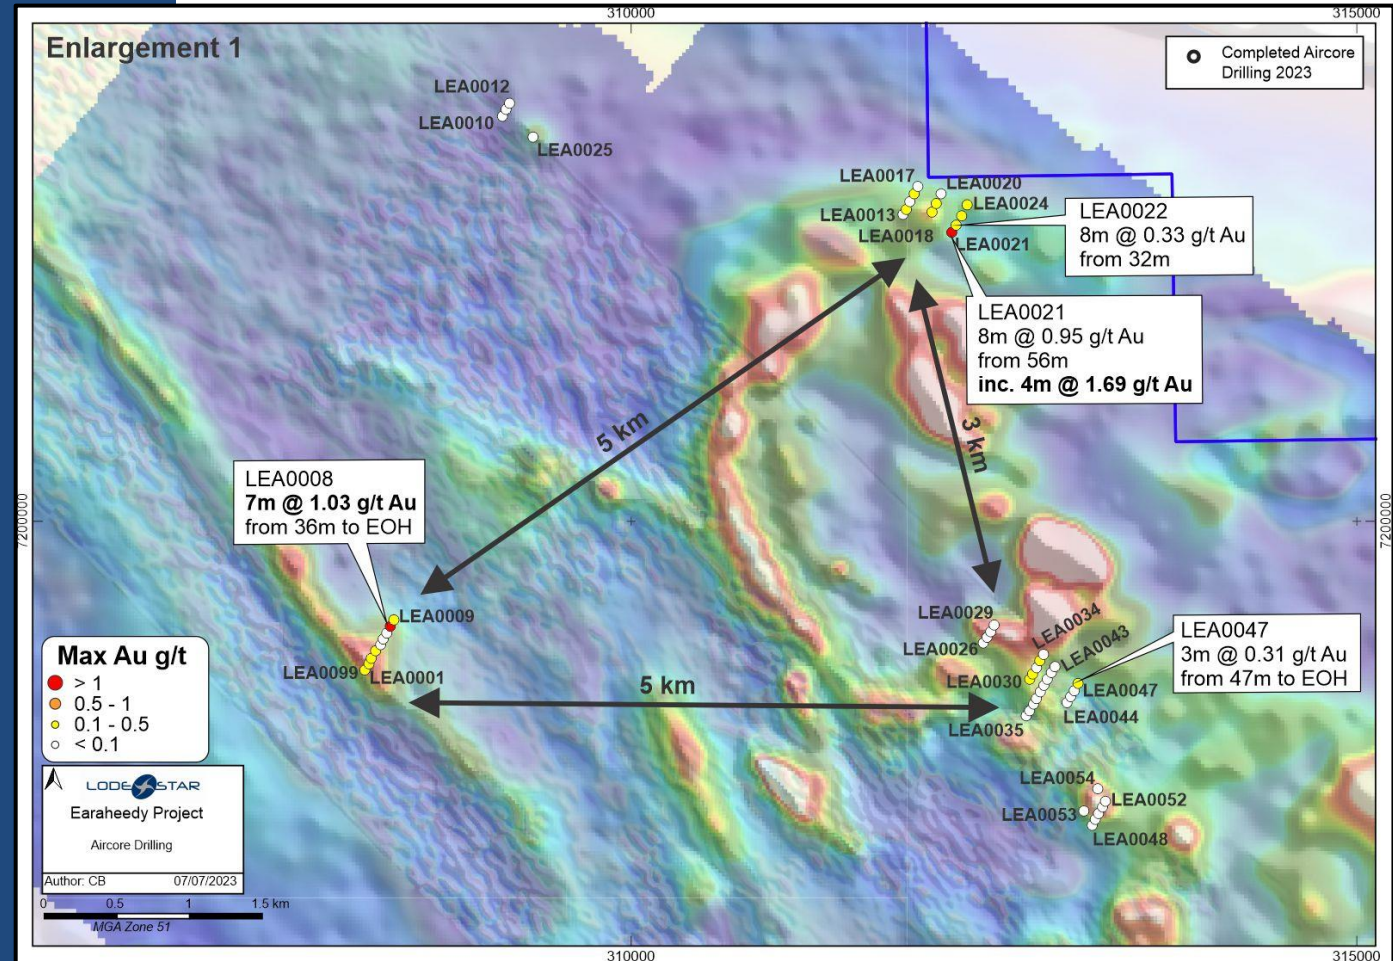 310000
315000
Enlargement 1
Completed Aircore
Drilling 2023
LEA0012
LEA0010
LEA0025
LEA0017
LEA0020
LEA0024
LEA0013
LEA0018
LEA0021
LEA0022
8m @ 0.33 g/t Au
from 32m
LEA0021
8m @ 0.95 g/t Au
from 56m
inc. 4m @ 1.69 g/t Au
5 km
3 km
LEA0008
7m @ 1.03 g/t Au
from 36m to EOH
7200000
7200000
LEA0009
LEA0099
LEA0001
5 km
LEA0029
LEA0026
LEA0034
LEA0043
LEA0030
LEA0047
LEA0044
LEA0035
LEA0047
3m @ 0.31 g/t Au
from 47m to EOH
LEA0054
LEA0052
LEA0053
LEA0048
Max Au g/t
> 1
0.5 - 1
0.1 - 0.5
< 0.1
LODESTAR
Earaheedy Project
Aircore Drilling
Author: CB 07/07/2023
0 0.5 1 1.5 km
MGA Zone 51
310000
315000